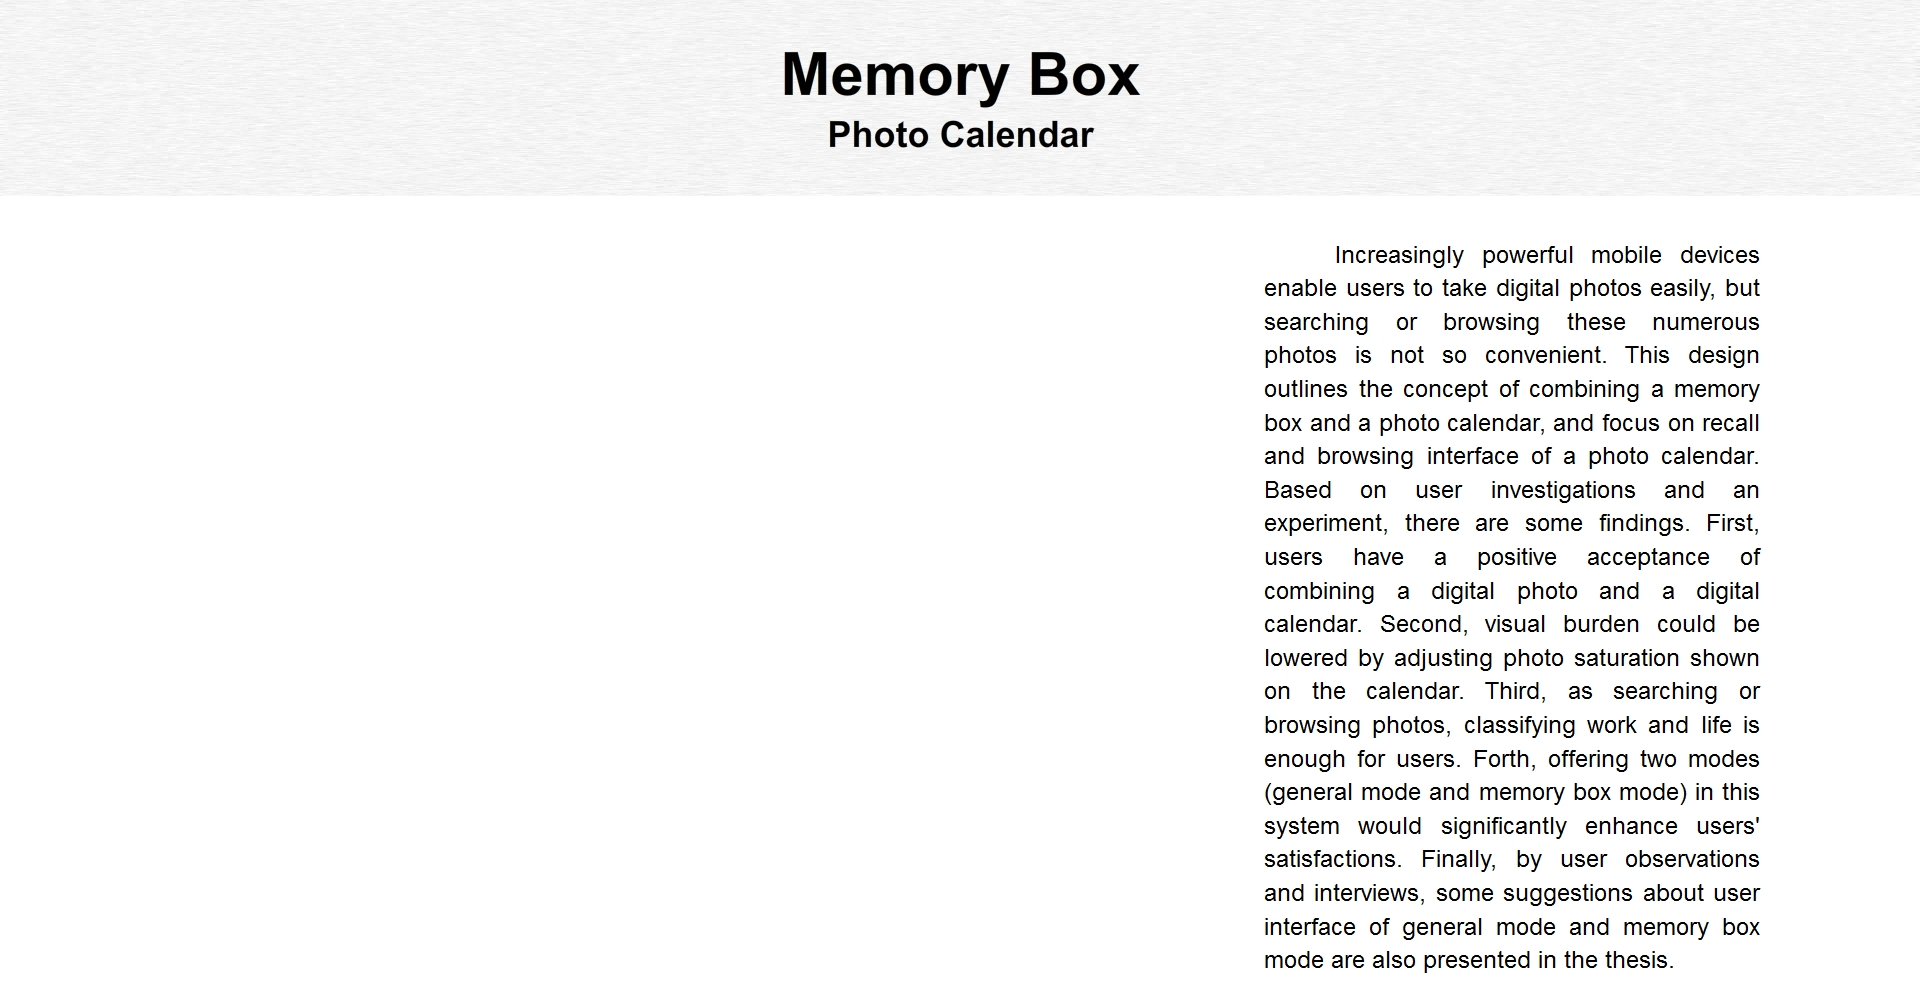 Memory Box
Photo Calendar
Increasingly powerful mobile devices
enable users to take digital photos easily, but
searching or browsing these numerous
photos is not so convenient. This design
outlines the concept of combining a memory
box and a photo calendar, and focus on recall
and browsing interface of a photo calendar.
Based on user investigations and an
experiment, there are some findings. First,
users have a positive acceptance of
combining a digital photo and a digital
calendar. Second, visual burden could be
lowered by adjusting photo saturation shown
on the calendar. Third, as searching or
browsing photos, classifying work and life is
enough for users. Forth, offering two modes
(general mode and memory box mode) in this
system would significantly enhance users'
satisfactions. Finally, by user observations
and interviews, some suggestions about user
interface of general mode and memory box
mode are also presented in the thesis.